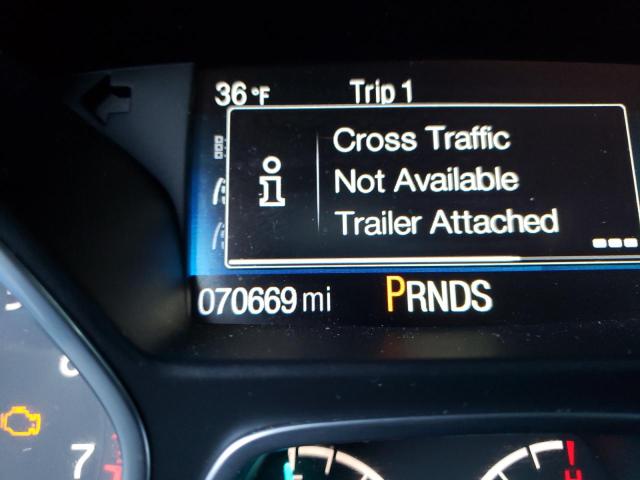 36 °F Trip 1
Cross Traffic
Not Available
Trailer Attached
070669 mi PRNDS
7
H